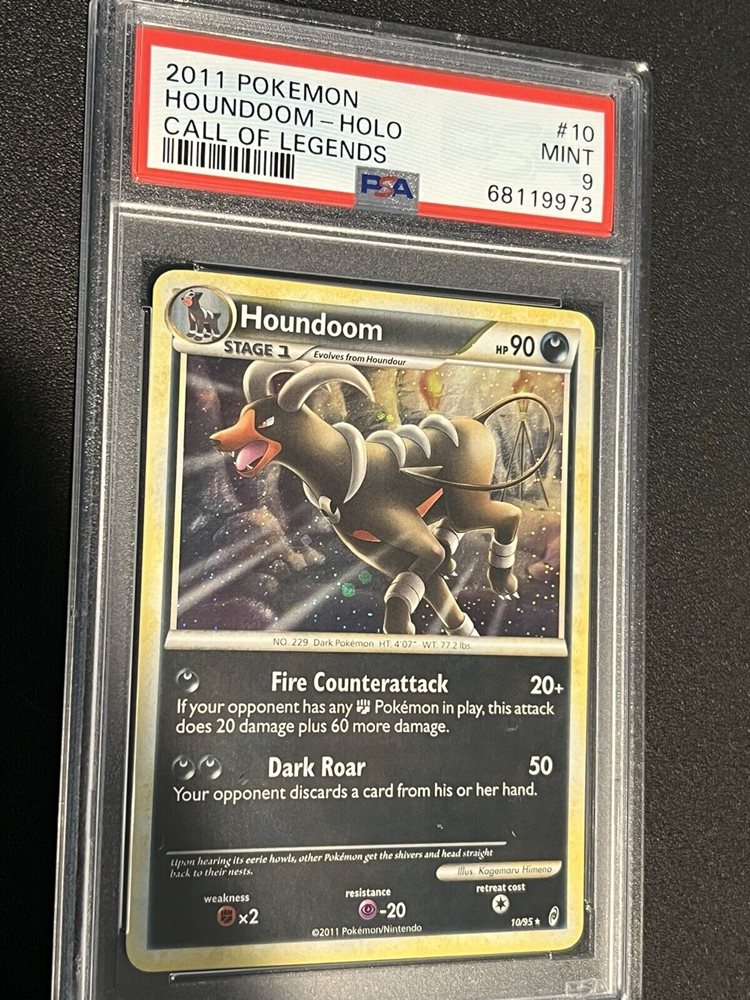 2011 POKEMON
HOUNDOOM - HOLO
CALL OF LEGENDS
#10
MINT
9
68119973
PSA
Houndoom
STAGE 1
Evolves from Houndour
HP 90
NO. 229 Dark Pokémon HT: 4'07" WT: 77.2 lbs.
Fire Counterattack 20+
If your opponent has any Pokémon in play, this attack
does 20 damage plus 60 more damage.
Dark Roar 50
Your opponent discards a card from his or her hand.
Upon hearing its eerie howls, other Pokémon get the shivers and head straight
back to their nests.
Illus. Kagemaru Himeno
weakness
×2
resistance
-20
retreat cost
©2011 Pokémon/Nintendo
10/95 ★